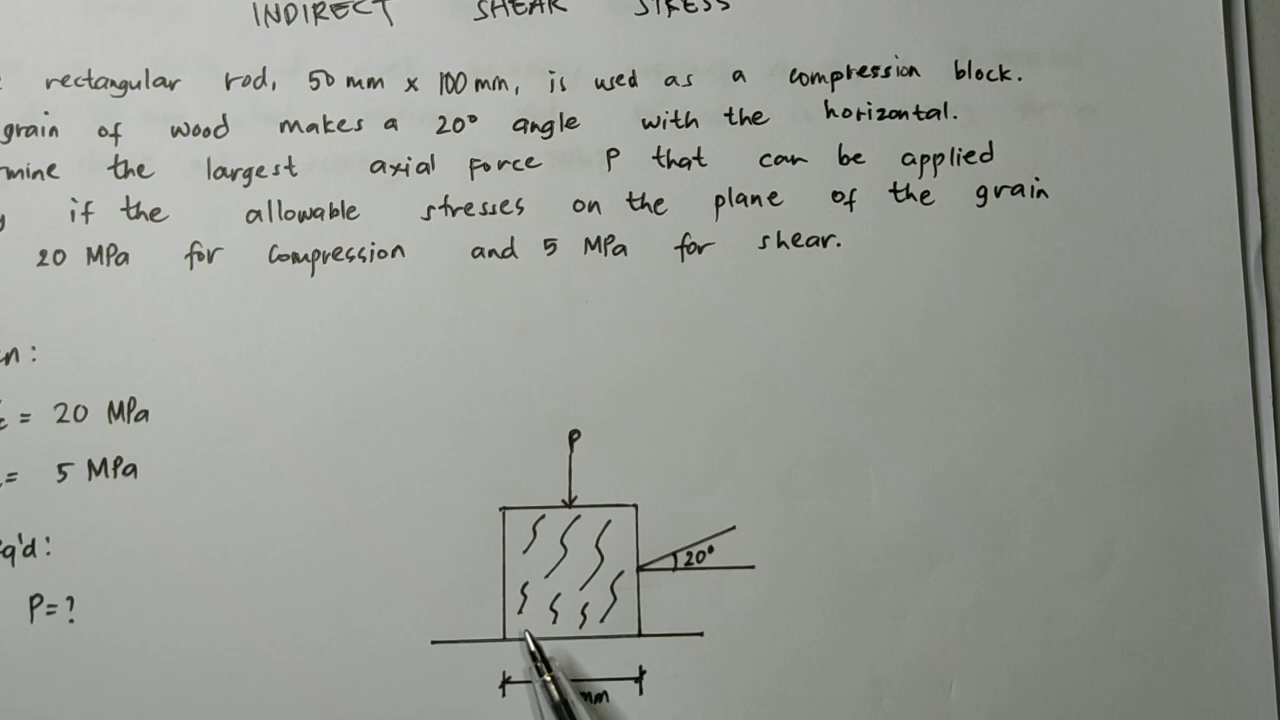 INDIRECT SHEAR STRESS
rectangular rod, 50 mm x 100 mm, is used as a compression block.
grain of wood makes a 20° angle with the horizontal.
mine the largest axial force P that can be applied
if the allowable stresses on the plane of the grain
20 MPa for compression and 5 MPa for shear.
n:
= 20 MPa
= 5 MPa
q'd:
P = ?
P
20°
mm